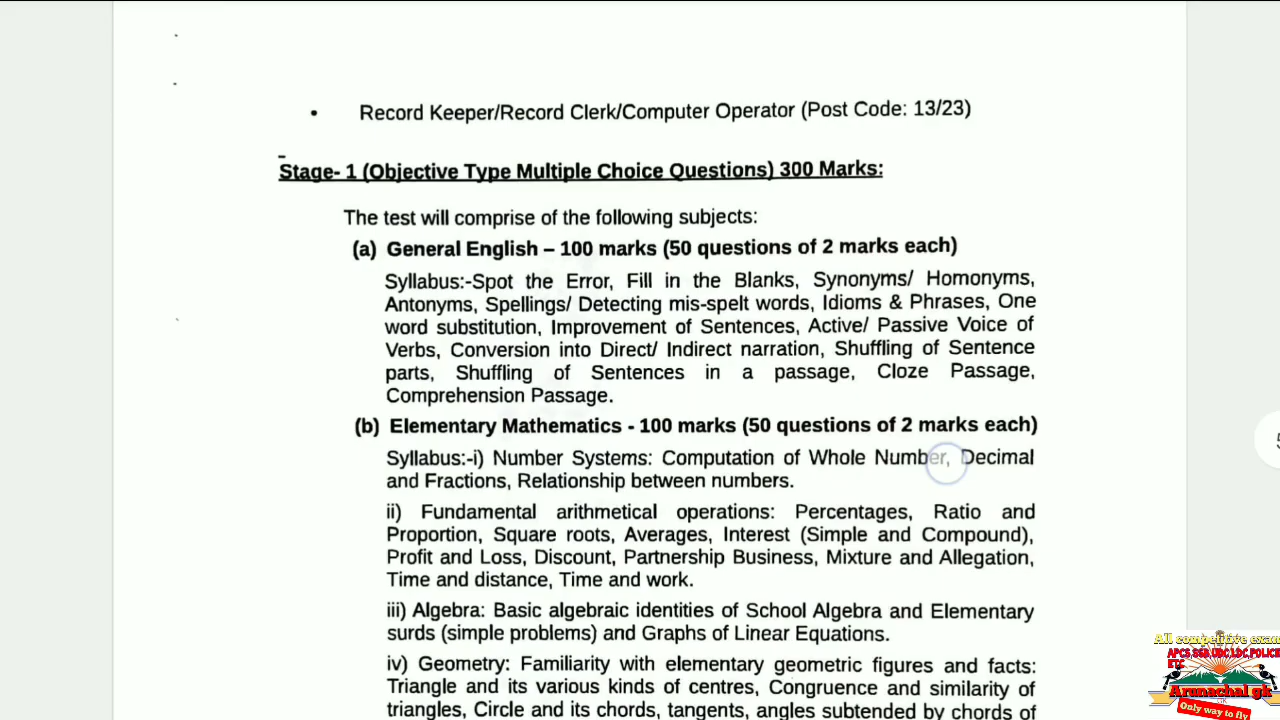 • Record Keeper/Record Clerk/Computer Operator (Post Code: 13/23)
Stage- 1 (Objective Type Multiple Choice Questions) 300 Marks:
The test will comprise of the following subjects:
(a) General English – 100 marks (50 questions of 2 marks each)
Syllabus:-Spot the Error, Fill in the Blanks, Synonyms/ Homonyms,
Antonyms, Spellings/ Detecting mis-spelt words, Idioms & Phrases, One
word substitution, Improvement of Sentences, Active/ Passive Voice of
Verbs, Conversion into Direct/ Indirect narration, Shuffling of Sentence
parts, Shuffling of Sentences in a passage, Cloze Passage,
Comprehension Passage.
(b) Elementary Mathematics - 100 marks (50 questions of 2 marks each)
Syllabus:-i) Number Systems: Computation of Whole Number, Decimal
and Fractions, Relationship between numbers.
ii) Fundamental arithmetical operations: Percentages, Ratio and
Proportion, Square roots, Averages, Interest (Simple and Compound),
Profit and Loss, Discount, Partnership Business, Mixture and Allegation,
Time and distance, Time and work.
iii) Algebra: Basic algebraic identities of School Algebra and Elementary
surds (simple problems) and Graphs of Linear Equations.
iv) Geometry: Familiarity with elementary geometric figures and facts:
Triangle and its various kinds of centres, Congruence and similarity of
triangles, Circle and its chords, tangents, angles subtended by chords of
All competitive exam
APCS,SSB,UDC,LDC,POLICE
ETC
Arunachal gk
Only way to fly